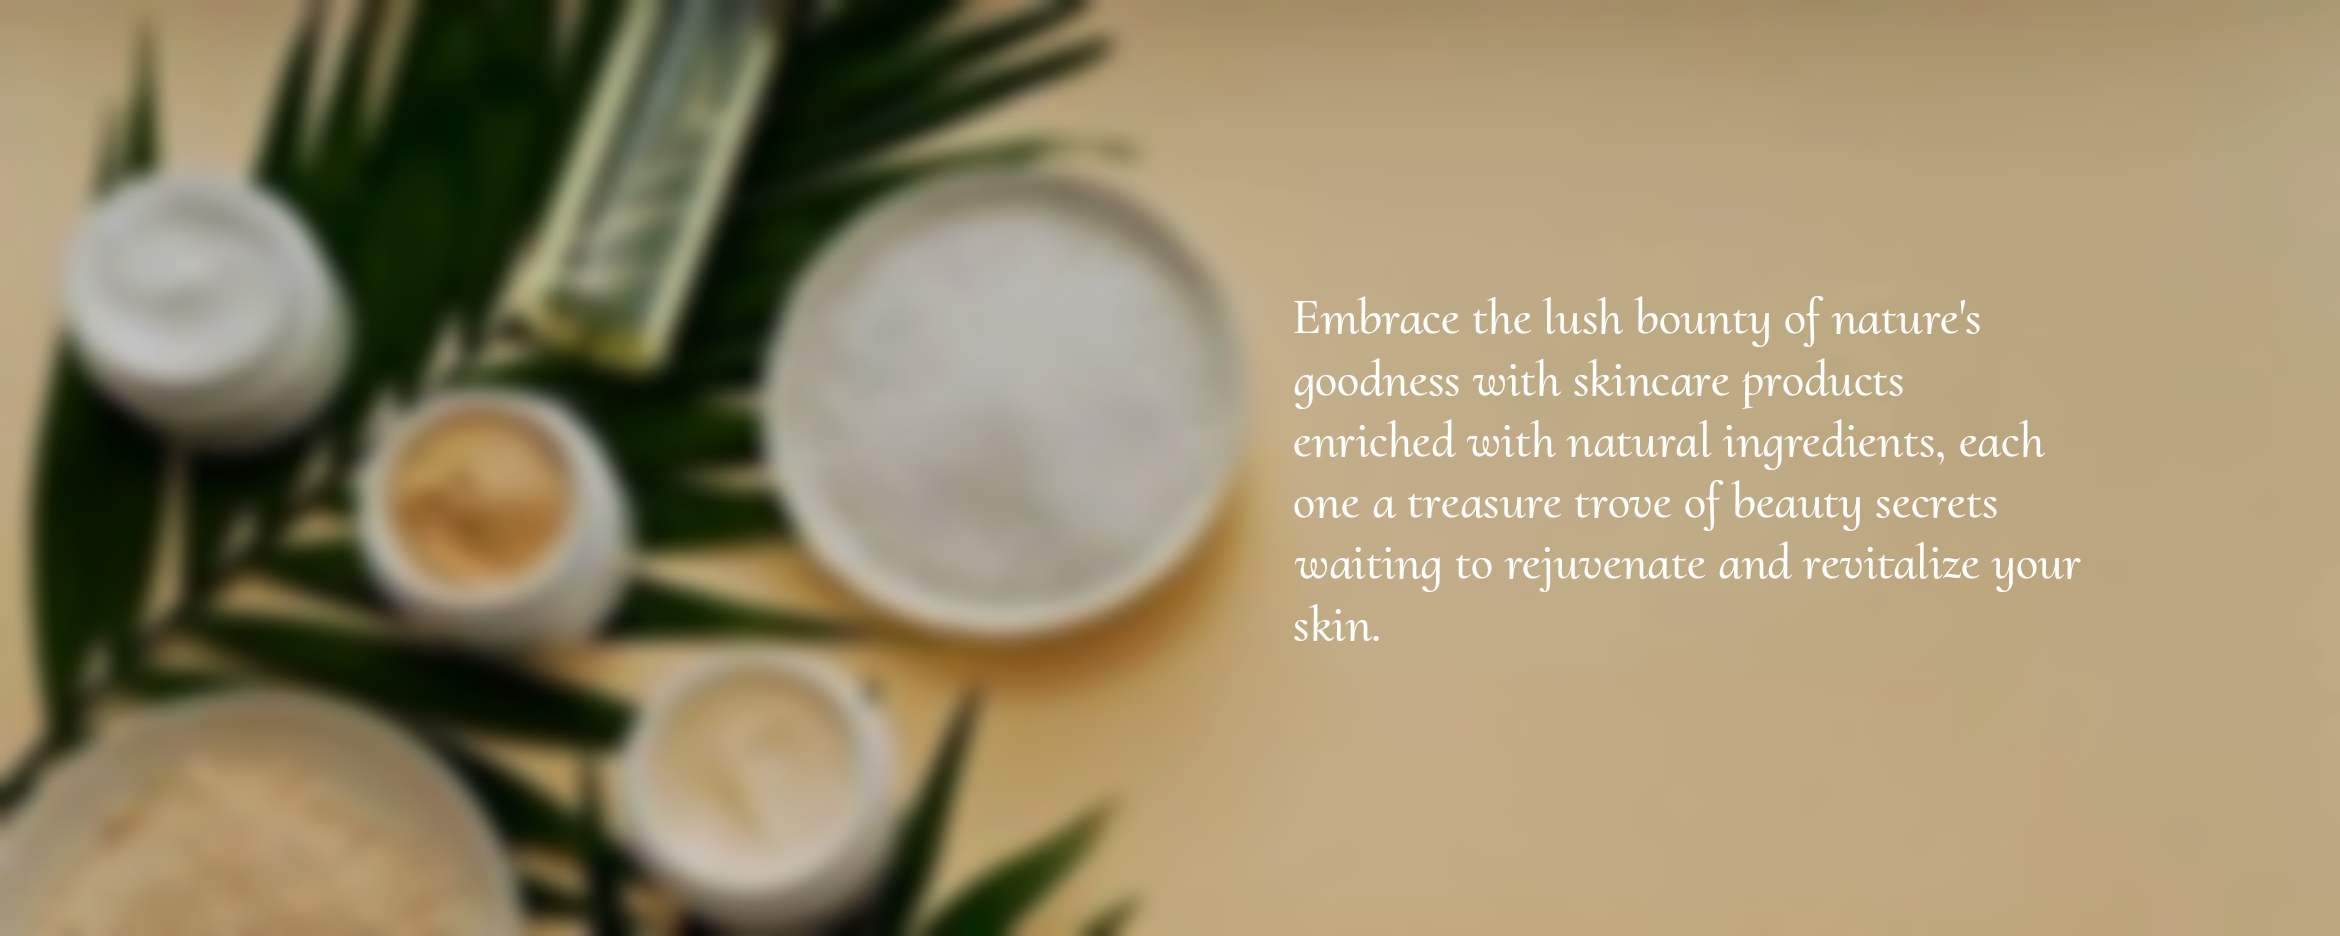 Embrace the lush bounty of nature's
goodness with skincare products
enriched with natural ingredients, each
one a treasure trove of beauty secrets
waiting to rejuvenate and revitalize your
skin.